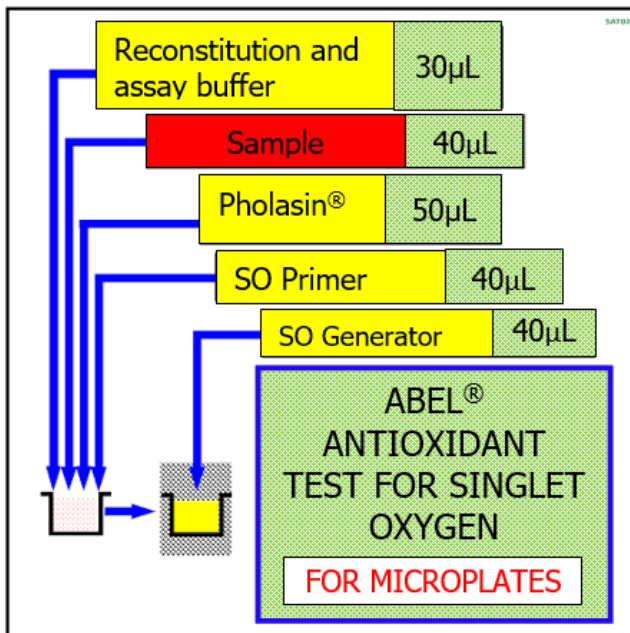 SAT03
Reconstitution and
assay buffer
30µL
Sample
40µL
Pholasin®
50µL
SO Primer
40µL
SO Generator
40µL
ABEL®
ANTIOXIDANT
TEST FOR SINGLET
OXYGEN
FOR MICROPLATES